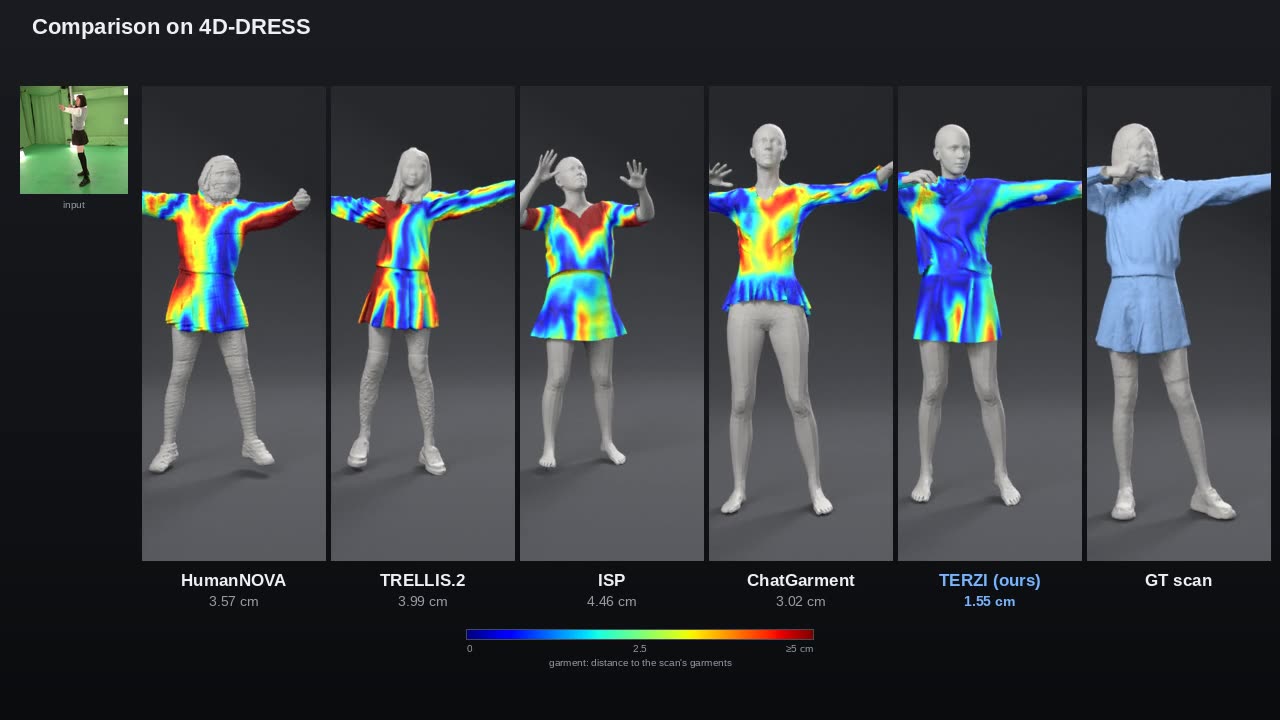 Comparison on 4D-DRESS
input
HumanNOVA
3.57 cm
TRELLIS.2
3.99 cm
ISP
4.46 cm
ChatGarment
3.02 cm
TERZI (ours)
1.55 cm
GT scan
0
2.5
≥5 cm
garment: distance to the scan's garments